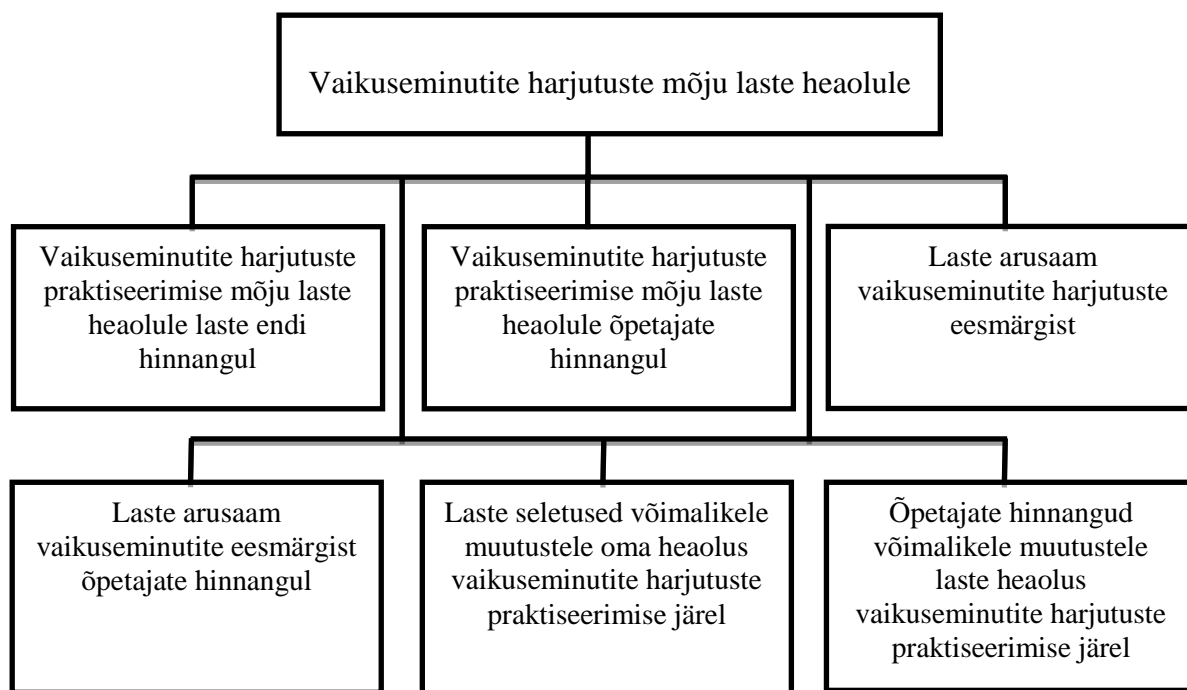 Vaikuseminutite harjutuste mõju laste heaolule
Vaikuseminutite harjutuste
praktiseerimise mõju laste
heaolule laste endi
hinnangul
Vaikuseminutite harjutuste
praktiseerimise mõju laste
heaolule õpetajate
hinnangul
Laste arusaam
vaikuseminutite harjutuste
eesmärgist
Laste arusaam
vaikuseminutite eesmärgist
õpetajate hinnangul
Laste seletused võimalikele
muutustele oma heaolus
vaikuseminutite harjutuste
praktiseerimise järel
Õpetajate hinnangud
võimalikele muutustele
laste heaolus
vaikuseminutite harjutuste
praktiseerimise järel